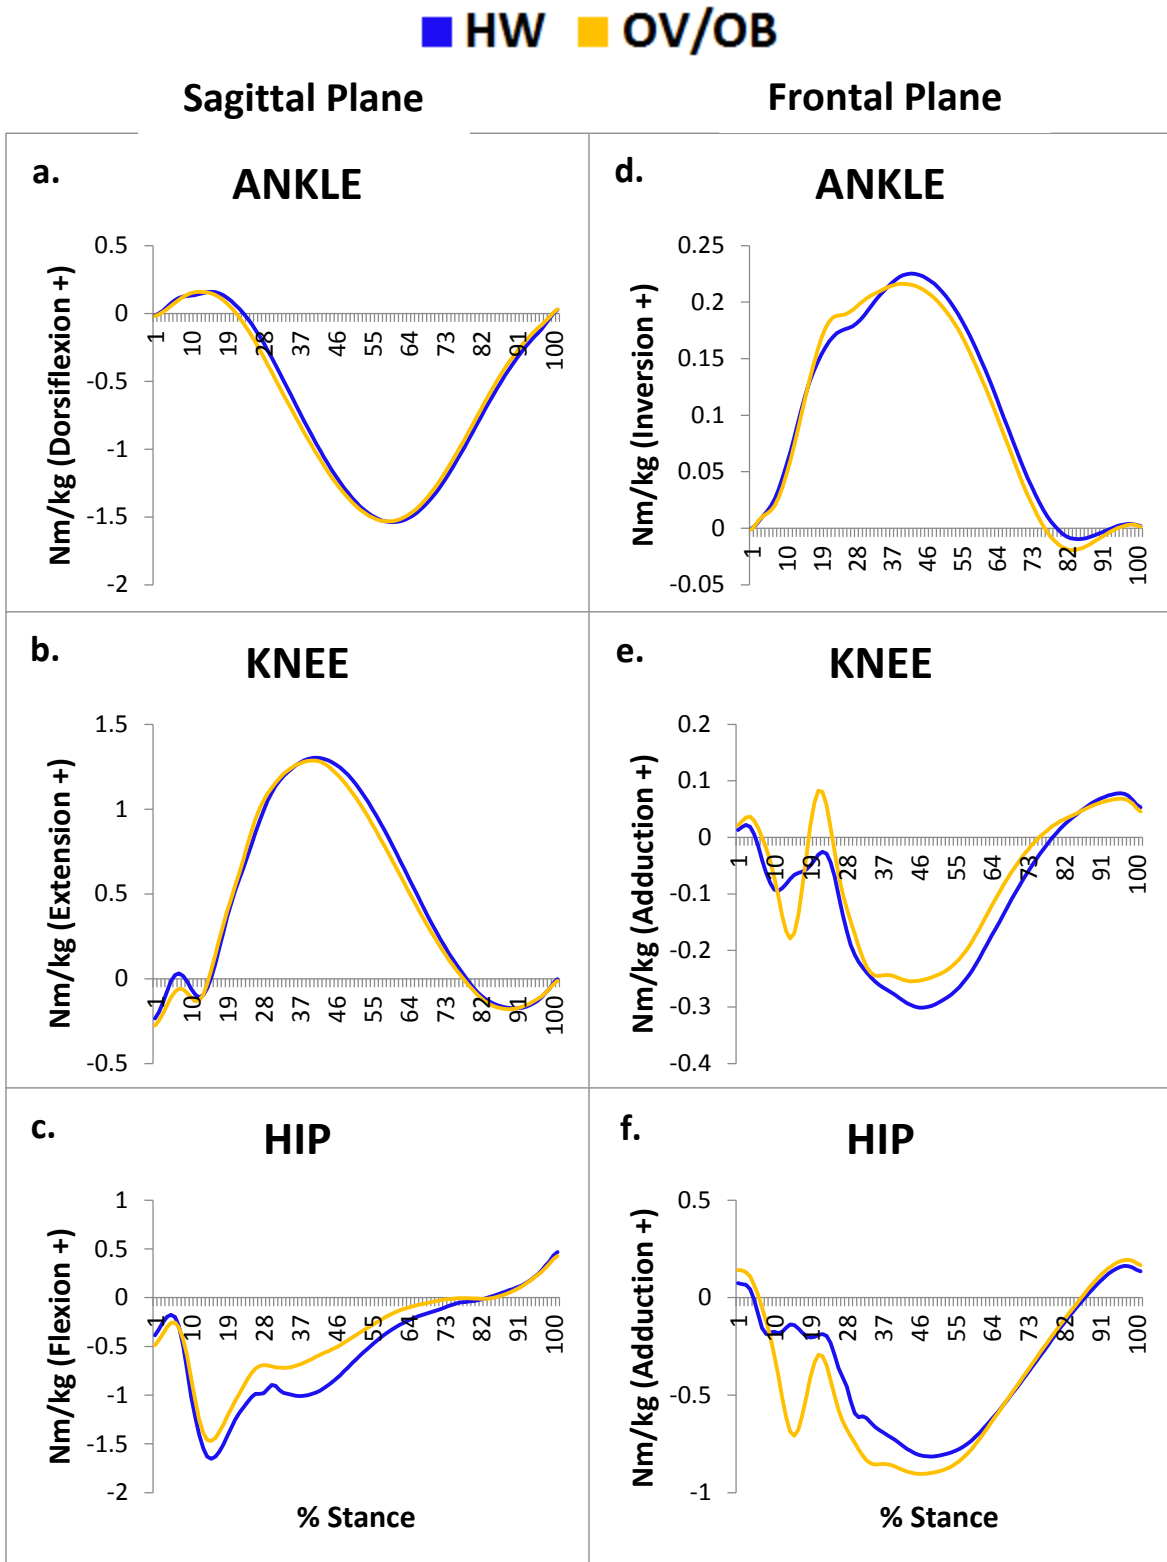 HW OV/OB
Sagittal Plane
Frontal Plane
a.
ANKLE
Nm/kg (Dorsiflexion +)
0.5
0
-0.5
-1
-1.5
-2
1 10 19 28 37 46 55 64 73 82 91 100
d.
ANKLE
Nm/kg (Inversion +)
0.25
0.2
0.15
0.1
0.05
0
-0.05
1 10 19 28 37 46 55 64 73 82 91 100
b.
KNEE
Nm/kg (Extension +)
1.5
1
0.5
0
-0.5
1 10 19 28 37 46 55 64 73 82 91 100
e.
KNEE
Nm/kg (Adduction +)
0.2
0.1
0
-0.1
-0.2
-0.3
-0.4
1 10 19 28 37 46 55 64 73 82 91 100
c.
HIP
Nm/kg (Flexion +)
1
0.5
0
-0.5
-1
-1.5
-2
1 10 19 28 37 46 55 64 73 82 91 100
% Stance
f.
HIP
Nm/kg (Adduction +)
0.5
0
-0.5
-1
1 10 19 28 37 46 55 64 73 82 91 100
% Stance